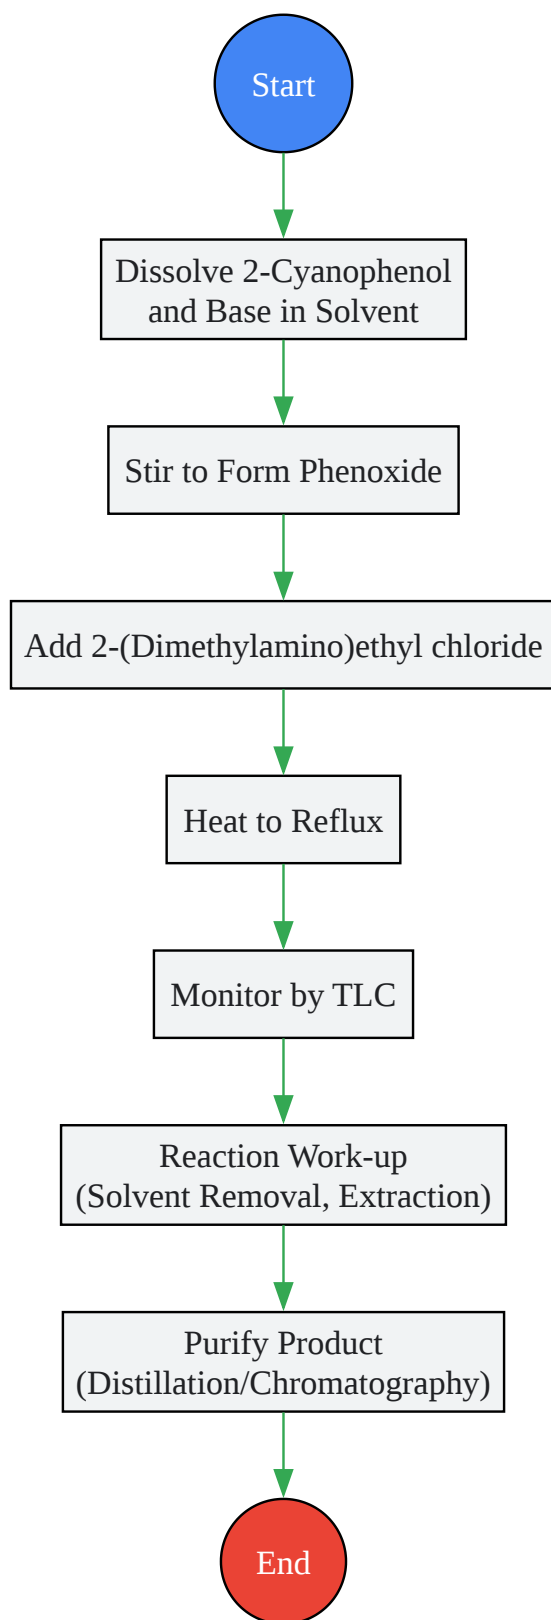 Start
Dissolve 2-Cyanophenol
and Base in Solvent
Stir to Form Phenoxide
Add 2-(Dimethylamino)ethyl chloride
Heat to Reflux
Monitor by TLC
Reaction Work-up
(Solvent Removal, Extraction)
Purify Product
(Distillation/Chromatography)
End